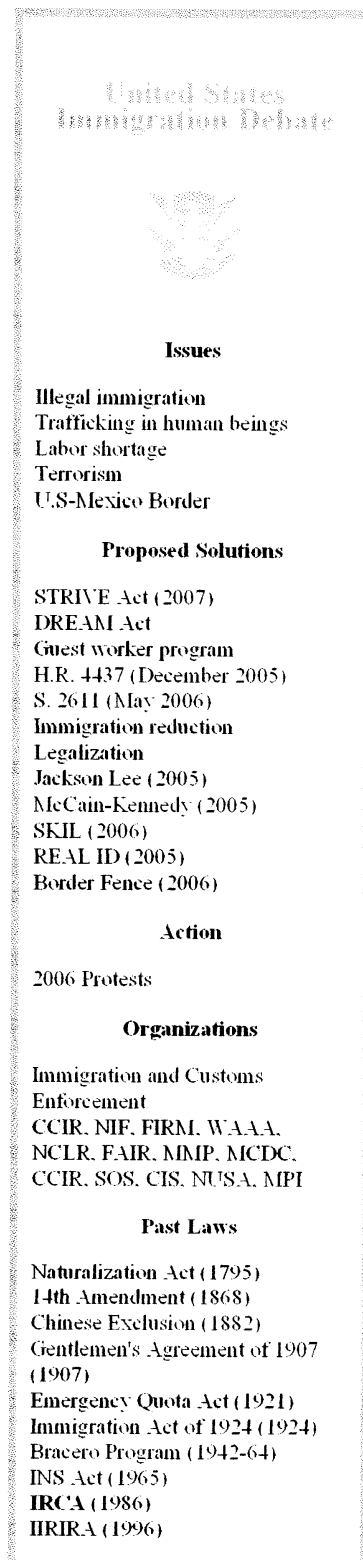 United States
Immigration Debate
Issues
Illegal immigration
Trafficking in human beings
Labor shortage
Terrorism
U.S-Mexico Border
Proposed Solutions
STRIVE Act (2007)
DREAM Act
Guest worker program
H.R. 4437 (December 2005)
S. 2611 (May 2006)
Immigration reduction
Legalization
Jackson Lee (2005)
McCain-Kennedy (2005)
SKIL (2006)
REAL ID (2005)
Border Fence (2006)
Action
2006 Protests
Organizations
Immigration and Customs
Enforcement
CCIR, NIF, FIRM, WAAA,
NCLR, FAIR, MMP, MCDC,
CCIR, SOS, CIS, NUSA, MPI
Past Laws
Naturalization Act (1795)
14th Amendment (1868)
Chinese Exclusion (1882)
Gentlemen's Agreement of 1907
(1907)
Emergency Quota Act (1921)
Immigration Act of 1924 (1924)
Bracero Program (1942-64)
INS Act (1965)
IRCA (1986)
IIRIRA (1996)